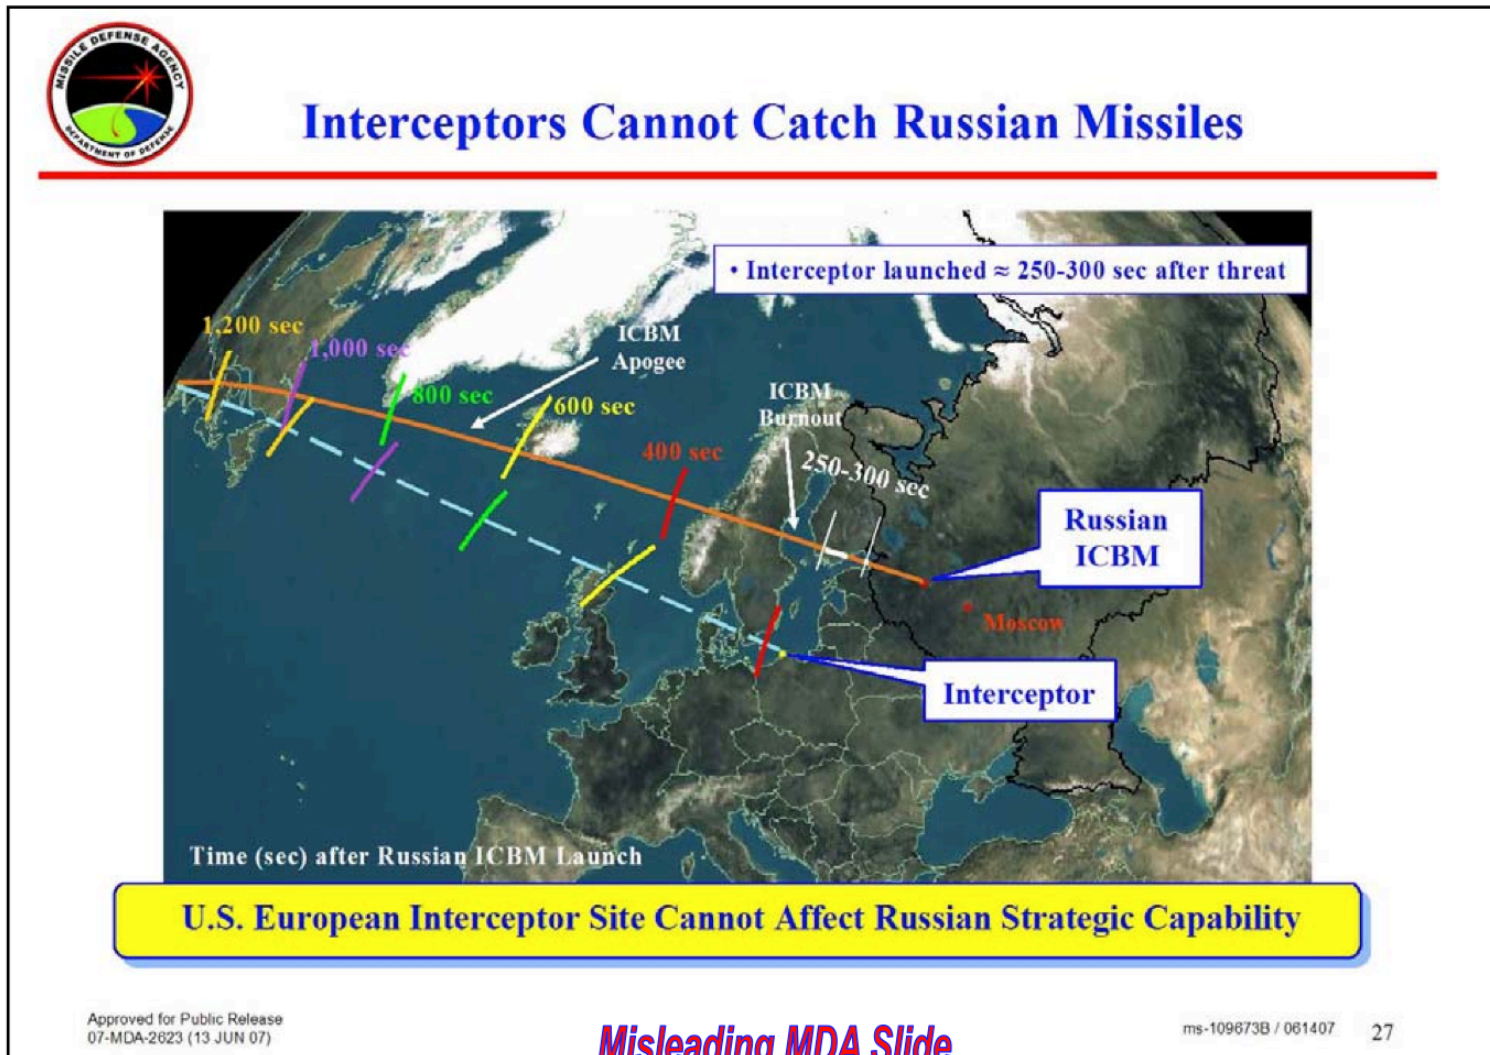 MISSILE DEFENSE AGENCY
DEPARTMENT OF DEFENSE
Interceptors Cannot Catch Russian Missiles
• Interceptor launched ≈ 250-300 sec after threat
1,200 sec
1,000 sec
ICBM
Apogee
800 sec
600 sec
ICBM
Burnout
400 sec
250-300 sec
Russian
ICBM
Moscow
Interceptor
Time (sec) after Russian ICBM Launch
U.S. European Interceptor Site Cannot Affect Russian Strategic Capability
Approved for Public Release
07-MDA-2623 (13 JUN 07)
Misleading MDA Slide
ms-109673B / 061407
27